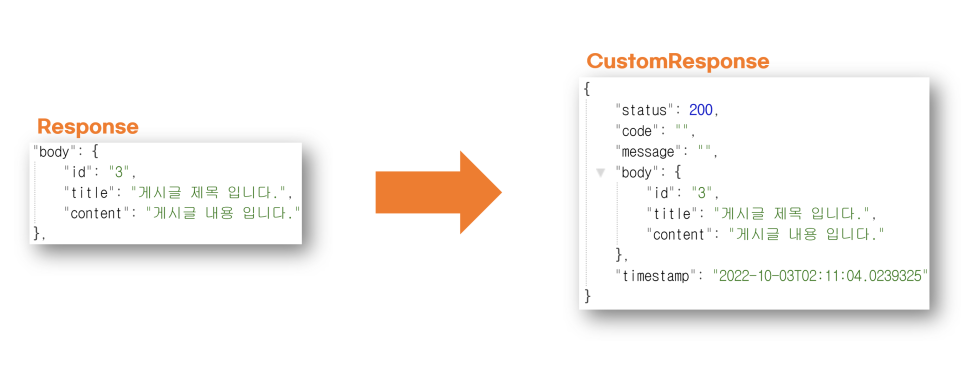 Response
"body": {
"id": "3",
"title": "게시글 제목 입니다.",
"content": "게시글 내용 입니다."
},
CustomResponse
{
"status": 200,
"code": "",
"message": "",
"body": {
"id": "3",
"title": "게시글 제목 입니다.",
"content": "게시글 내용 입니다."
},
"timestamp": "2022-10-03T02:11:04.0239325"
}